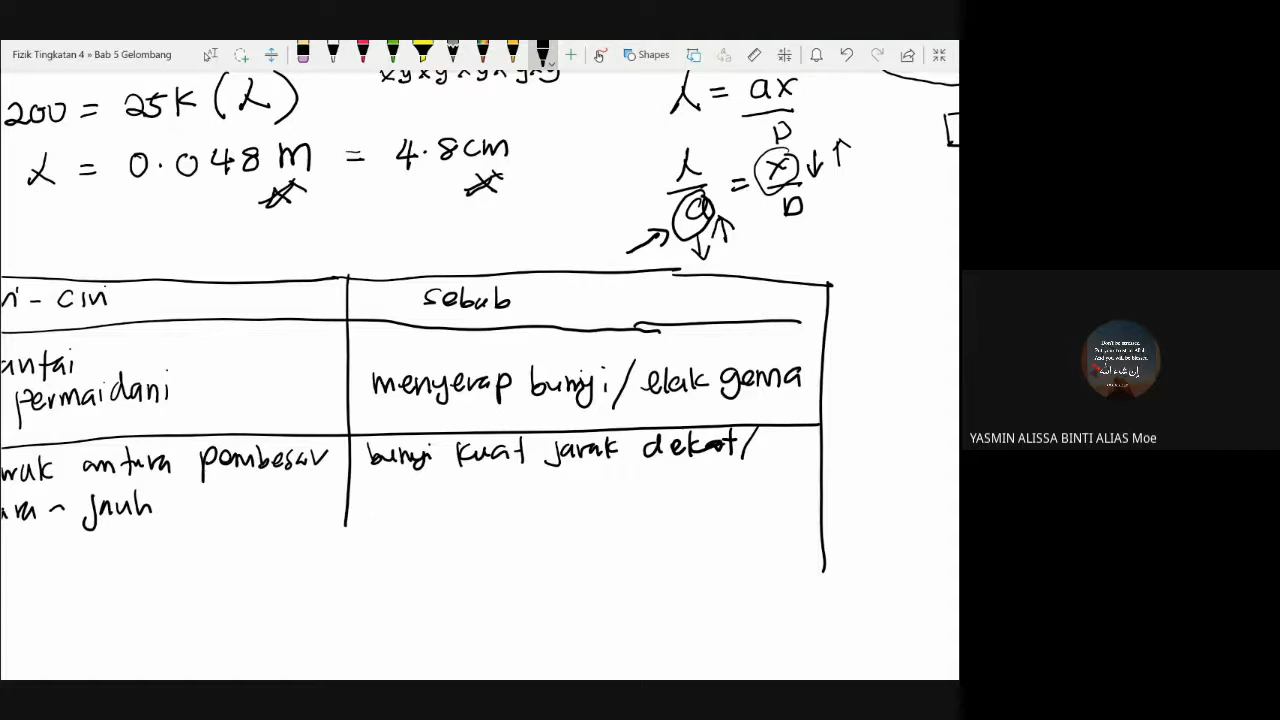 Fizik Tingkatan 4 » Bab 5 Gelombang
Shapes
200 = 25K (λ)
λ = 0.048 m = 4.8cm
λ = ax
D
λ = x
a D
ciri
sebab
antai
permaidani
menyerap bunyi / elak gema
antara pembesar
ara ~ jauh
bunyi kuat jarak dekat/
YASMIN ALISSA BINTI ALIAS Moe